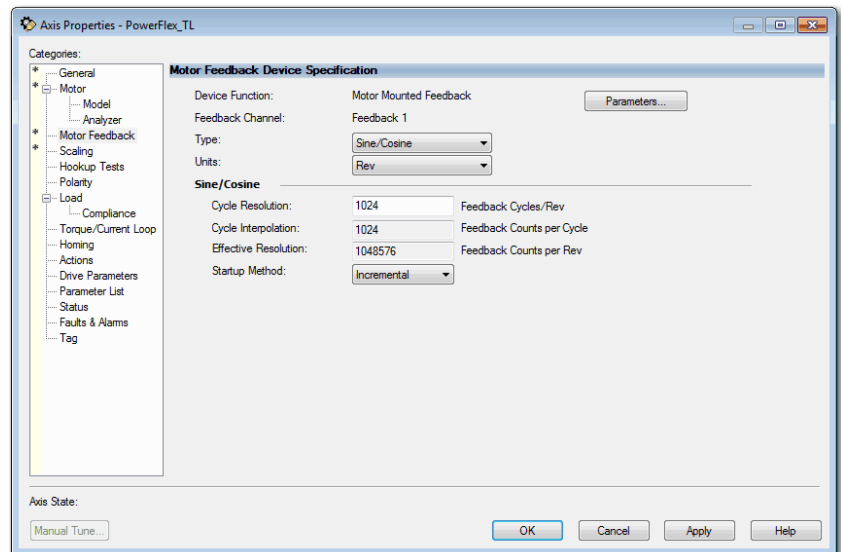 Axis Properties - PowerFlex_TL
Categories:
* General
* Motor
Model
Analyzer
* Motor Feedback
* Scaling
Hookup Tests
Polarity
Load
Compliance
Torque/Current Loop
Homing
Actions
Drive Parameters
Parameter List
Status
Faults & Alarms
Tag
Motor Feedback Device Specification
Device Function: Motor Mounted Feedback Parameters...
Feedback Channel: Feedback 1
Type: Sine/Cosine
Units: Rev
Sine/Cosine
Cycle Resolution: 1024 Feedback Cycles/Rev
Cycle Interpolation: 1024 Feedback Counts per Cycle
Effective Resolution: 1048576 Feedback Counts per Rev
Startup Method: Incremental
Axis State:
Manual Tune... OK Cancel Apply Help